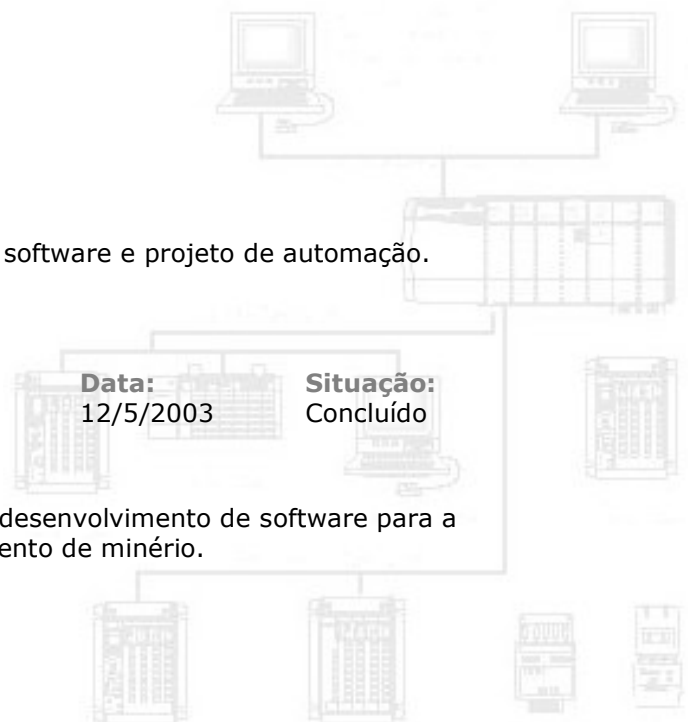 software e projeto de automação.
Data: Situação:
12/5/2003 Concluído
desenvolvimento de software para a
ento de minério.